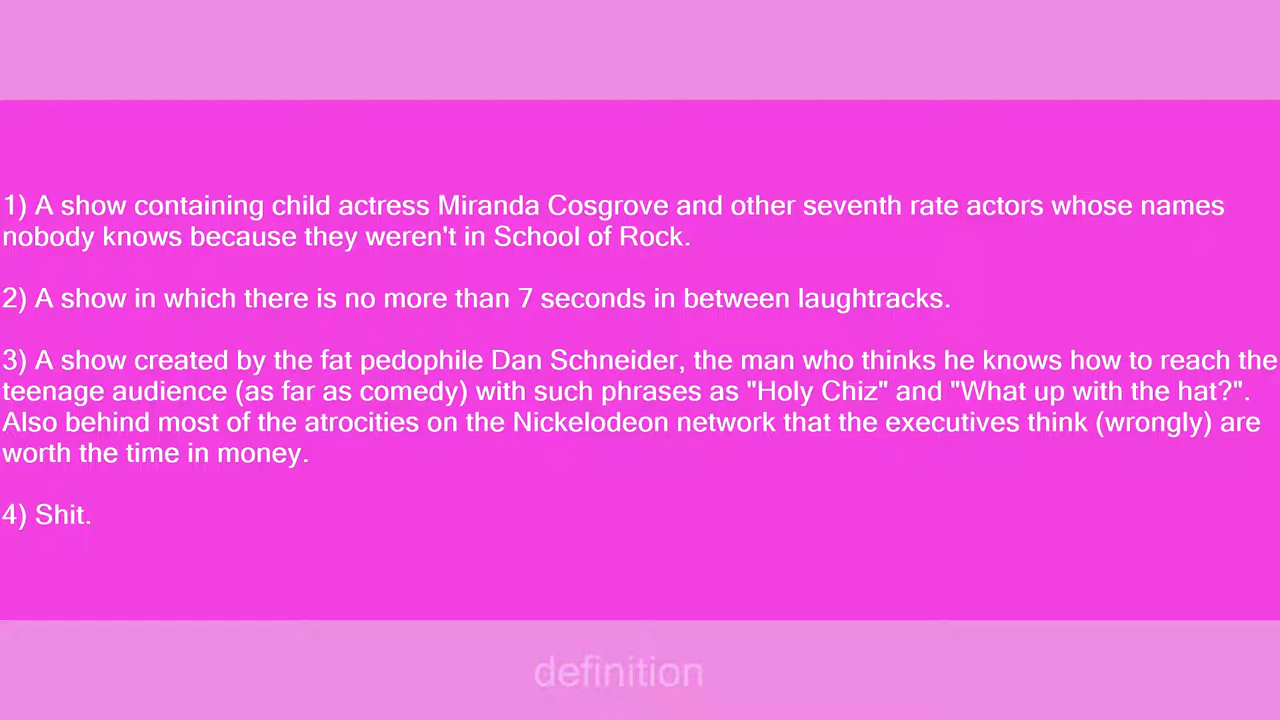 1) A show containing child actress Miranda Cosgrove and other seventh rate actors whose names
nobody knows because they weren't in School of Rock.
2) A show in which there is no more than 7 seconds in between laughtracks.
3) A show created by the fat pedophile Dan Schneider, the man who thinks he knows how to reach the
teenage audience (as far as comedy) with such phrases as "Holy Chiz" and "What up with the hat?".
Also behind most of the atrocities on the Nickelodeon network that the executives think (wrongly) are
worth the time in money.
4) Shit.
definition